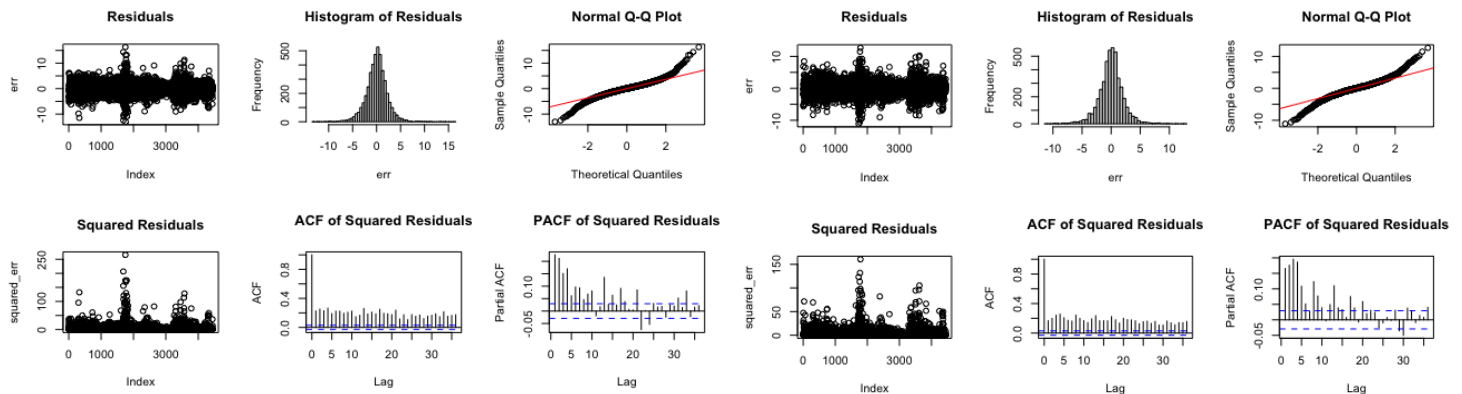 Residuals
err
10
0
-10
0
1000
3000
Index
Histogram of Residuals
Frequency
500
200
0
-10
-5
0
5
10
15
err
Normal Q-Q Plot
Sample Quantiles
10
0
-10
-2
0
2
Theoretical Quantiles
Residuals
err
10
5
0
-10
0
1000
3000
Index
Histogram of Residuals
Frequency
500
200
0
-10
-5
0
5
10
err
Normal Q-Q Plot
Sample Quantiles
10
5
0
-10
-2
0
2
Theoretical Quantiles
Squared Residuals
squared_err
250
100
0
0
1000
3000
Index
ACF of Squared Residuals
ACF
0.8
0.4
0.0
0
5
10
20
30
Lag
PACF of Squared Residuals
Partial ACF
0.10
-0.05
0
5
10
20
30
Lag
Squared Residuals
squared_err
150
100
50
0
0
1000
3000
Index
ACF of Squared Residuals
ACF
0.8
0.4
0.0
0
5
10
20
30
Lag
PACF of Squared Residuals
Partial ACF
0.10
-0.05
0
5
10
20
30
Lag